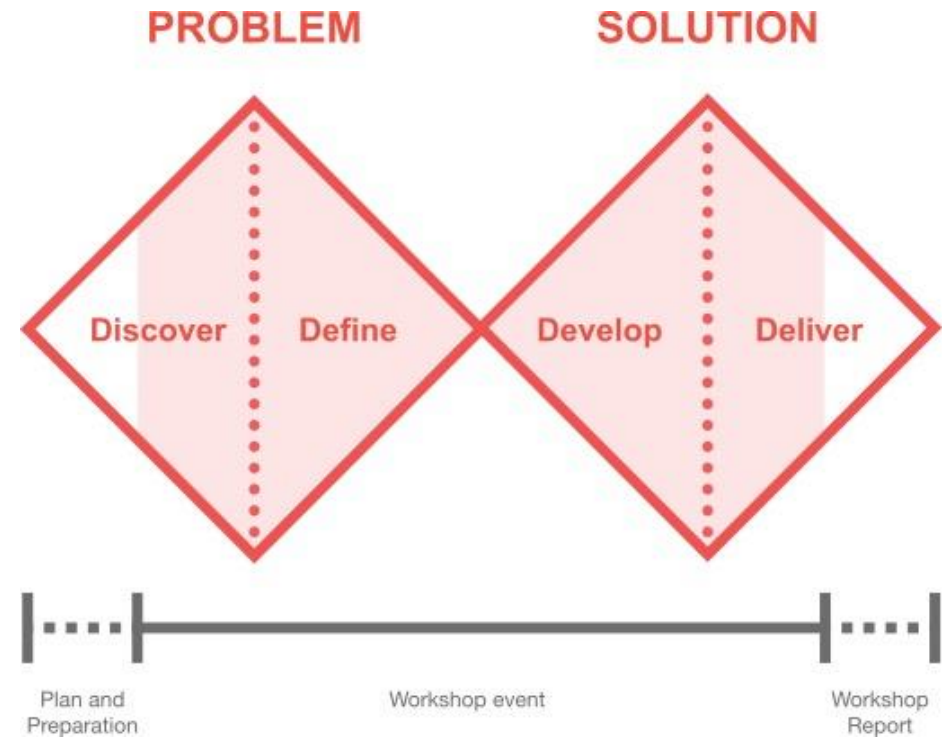 PROBLEM
SOLUTION
Discover
Define
Develop
Deliver
Plan and
Preparation
Workshop event
Workshop
Report